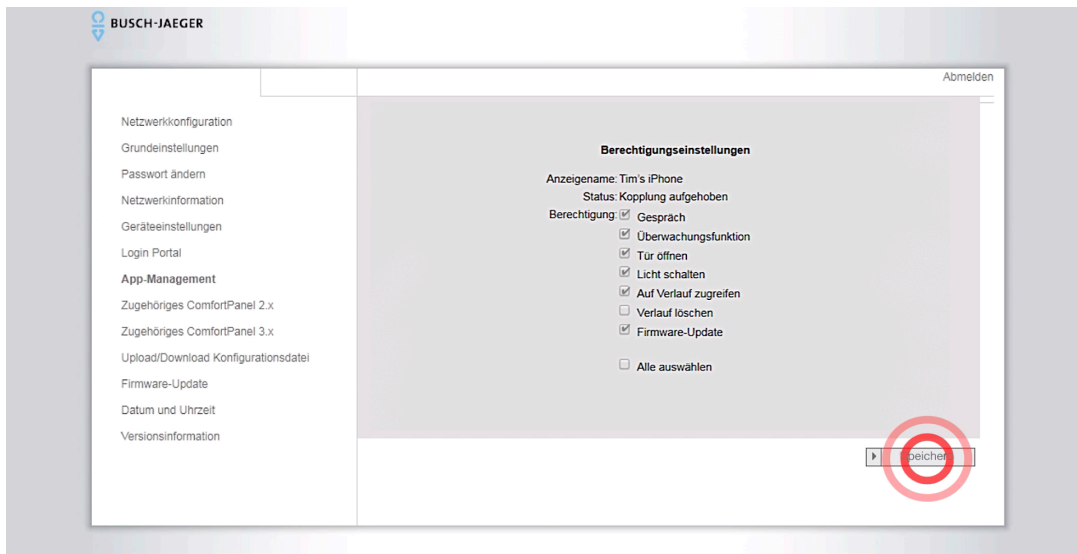 BUSCH-JAEGER
Abmelden
Netzwerkkonfiguration
Grundeinstellungen
Passwort ändern
Netzwerkinformation
Geräteeinstellungen
Login Portal
App-Management
Zugehöriges ComfortPanel 2.x
Zugehöriges ComfortPanel 3.x
Upload/Download Konfigurationsdatei
Firmware-Update
Datum und Uhrzeit
Versionsinformation
Berechtigungseinstellungen
Anzeigename: Tim's iPhone
Status: Kopplung aufgehoben
Berechtigung: Gespräch
Überwachungsfunktion
Tür öffnen
Licht schalten
Auf Verlauf zugreifen
Verlauf löschen
Firmware-Update
Alle auswählen
Speichern